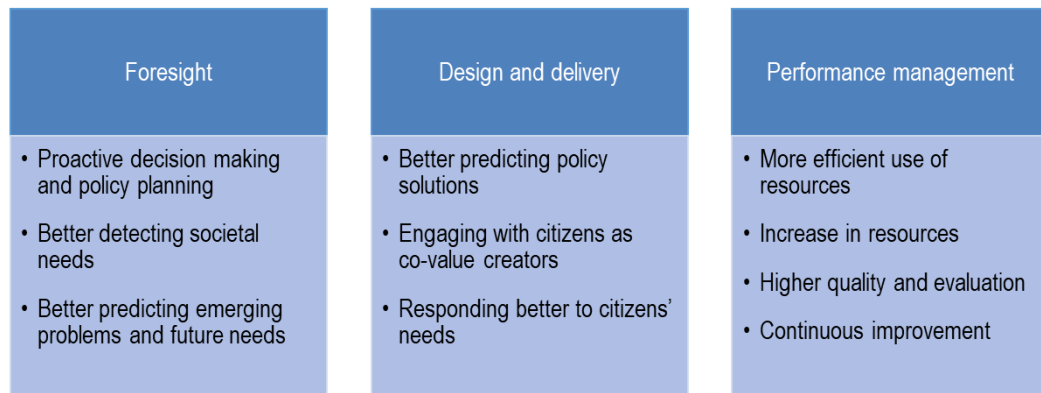 Foresight
• Proactive decision making
and policy planning
• Better detecting societal
needs
• Better predicting emerging
problems and future needs
Design and delivery
• Better predicting policy
solutions
• Engaging with citizens as
co-value creators
• Responding better to citizens’
needs
Performance management
• More efficient use of
resources
• Increase in resources
• Higher quality and evaluation
• Continuous improvement